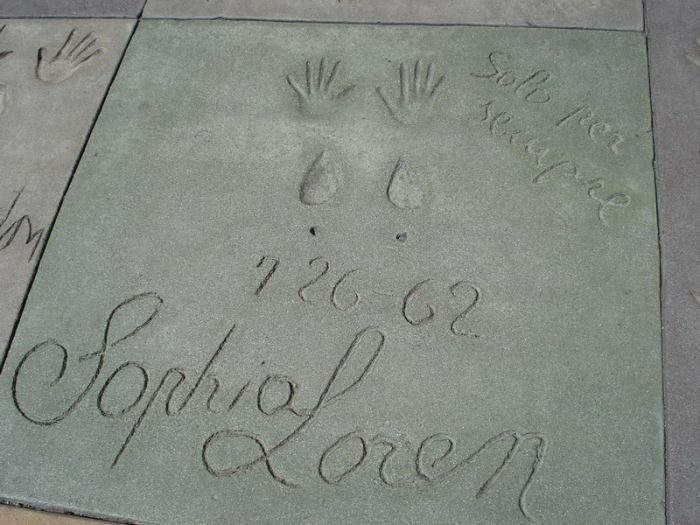 Solo per
sempre
7 26-62
Sophia
Loren